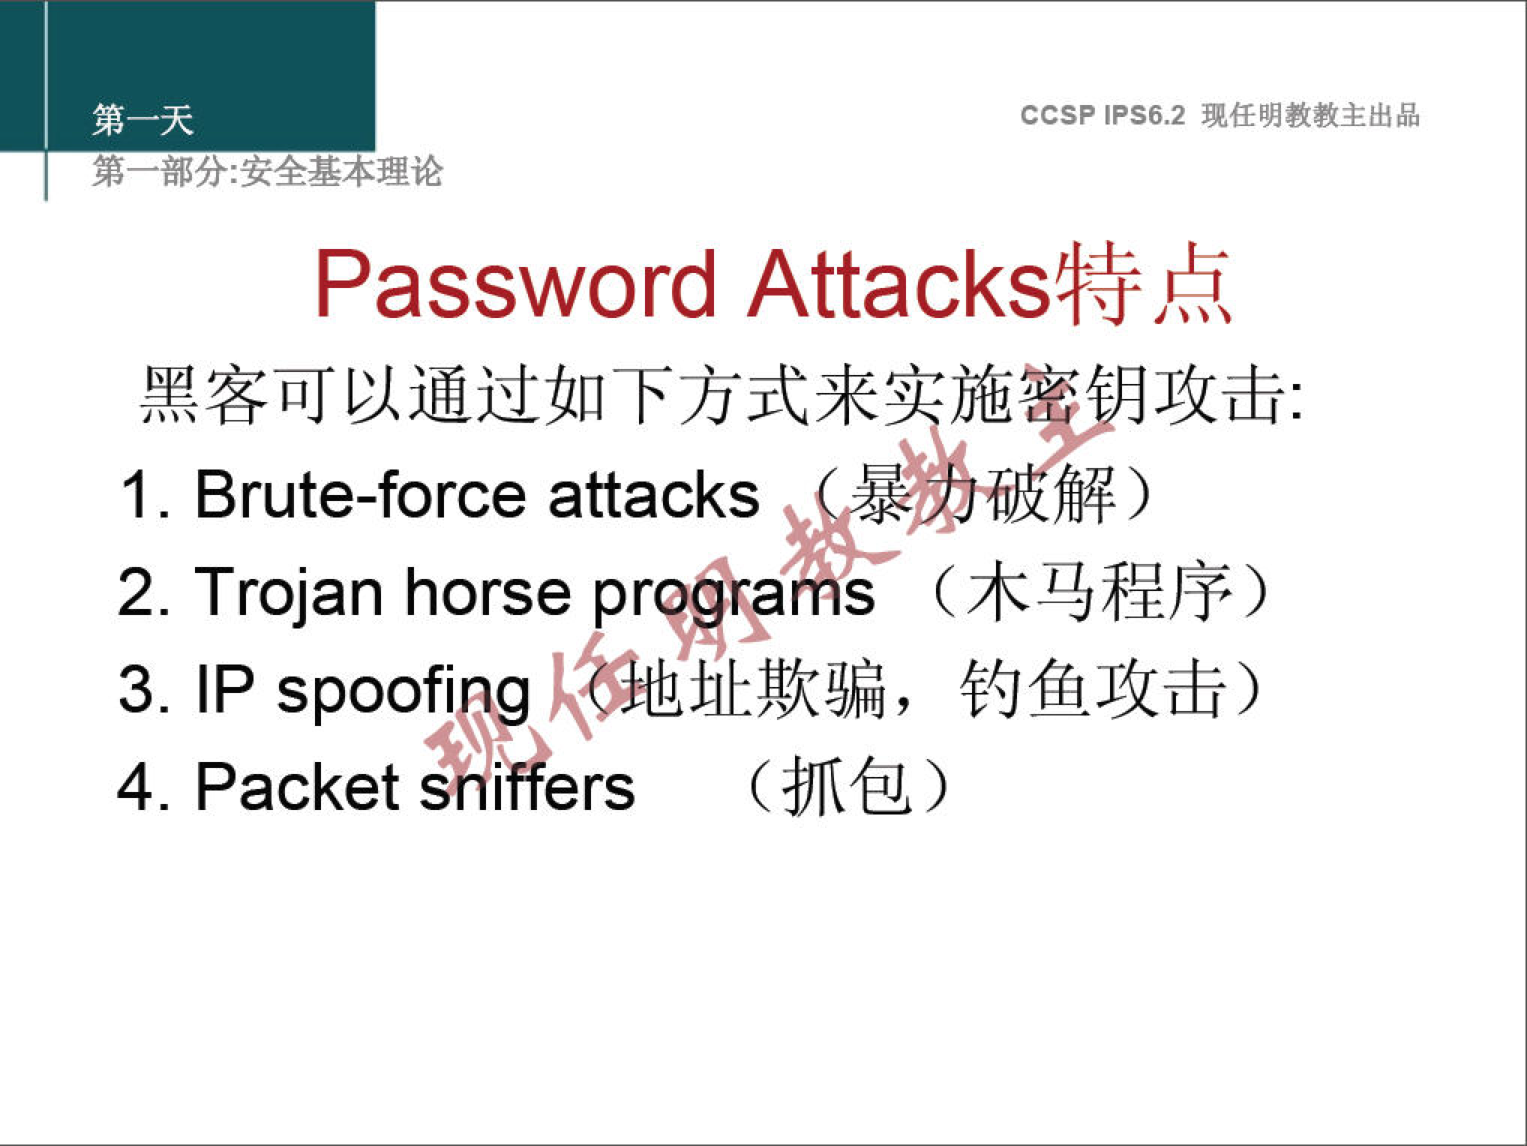 第一天
CCSP IPS6.2 现任明教教主出品
第一部分:安全基本理论
Password Attacks特点
黑客可以通过如下方式来实施密钥攻击:
1. Brute-force attacks （暴力破解）
2. Trojan horse programs （木马程序）
3. IP spoofing （地址欺骗，钓鱼攻击）
4. Packet sniffers （抓包）
现任明教教主